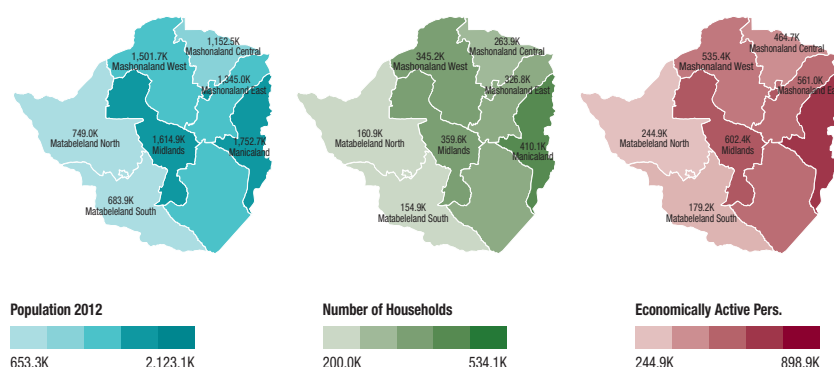 1,152.5K
Mashonaland Central
1,501.7K
Mashonaland West
1,345.0K
Mashonaland East
749.0K
Matabeleland North
1,614.9K
Midlands
1,752.7K
Manicaland
683.9K
Matabeleland South
Population 2012
653.3K 2,123.1K
263.9K
Mashonaland Central
345.2K
Mashonaland West
326.8K
Mashonaland East
160.9K
Matabeleland North
359.6K
Midlands
410.1K
Manicaland
154.9K
Matabeleland South
Number of Households
200.0K 534.1K
464.7K
Mashonaland Central
535.4K
Mashonaland West
561.0K
Mashonaland East
244.9K
Matabeleland North
602.4K
Midlands
179.2K
Matabeleland South
Economically Active Pers.
244.9K 898.9K